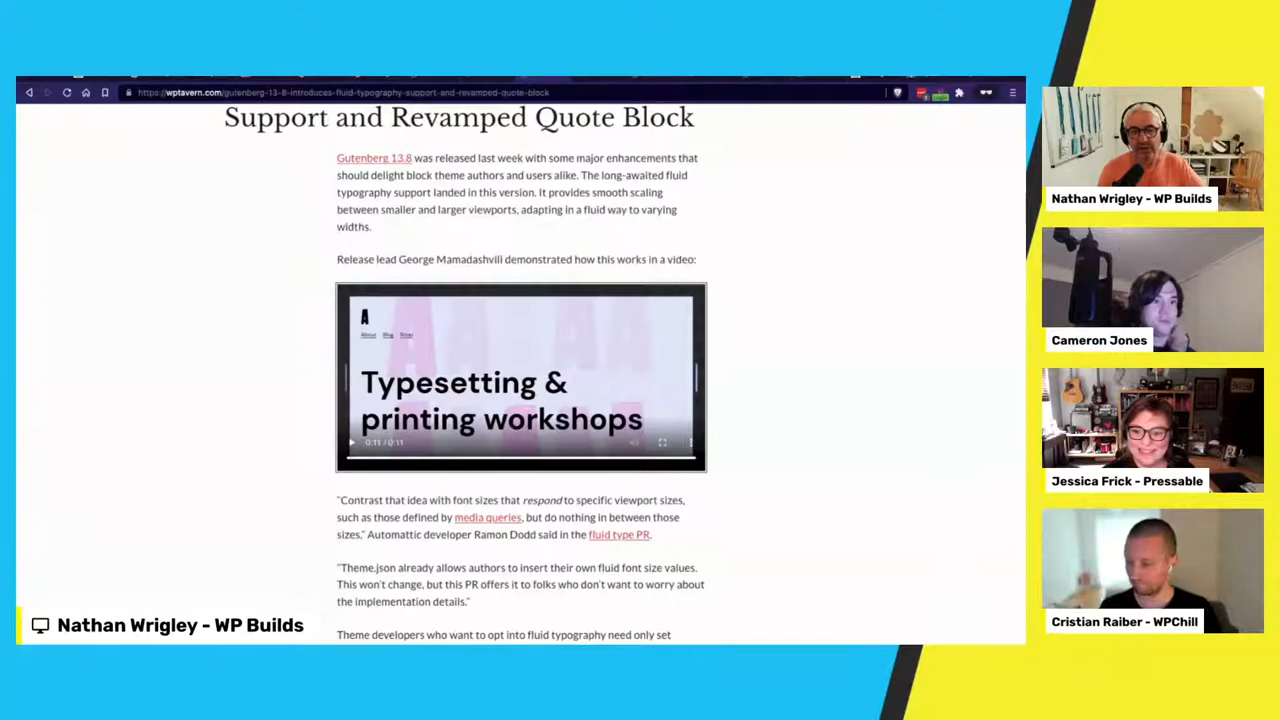 https://wptavern.com/gutenberg-13-8-introduces-fluid-typography-support-and-revamped-quote-block
Support and Revamped Quote Block
Gutenberg 13.8 was released last week with some major enhancements that
should delight block theme authors and users alike. The long-awaited fluid
typography support landed in this version. It provides smooth scaling
between smaller and larger viewports, adapting in a fluid way to varying
widths.
Release lead George Mamadashvili demonstrated how this works in a video:
A
About Blog Shop
Typesetting &
printing workshops
0:11 / 0:11
"Contrast that idea with font sizes that respond to specific viewport sizes,
such as those defined by media queries, but do nothing in between those
sizes," Automattic developer Ramon Dodd said in the fluid type PR.
"Theme.json already allows authors to insert their own fluid font size values.
This won't change, but this PR offers it to folks who don't want to worry about
the implementation details."
Theme developers who want to opt into fluid typography need only set
Nathan Wrigley - WP Builds
Nathan Wrigley - WP Builds
Cameron Jones
Jessica Frick - Pressable
Cristian Raiber - WPChill